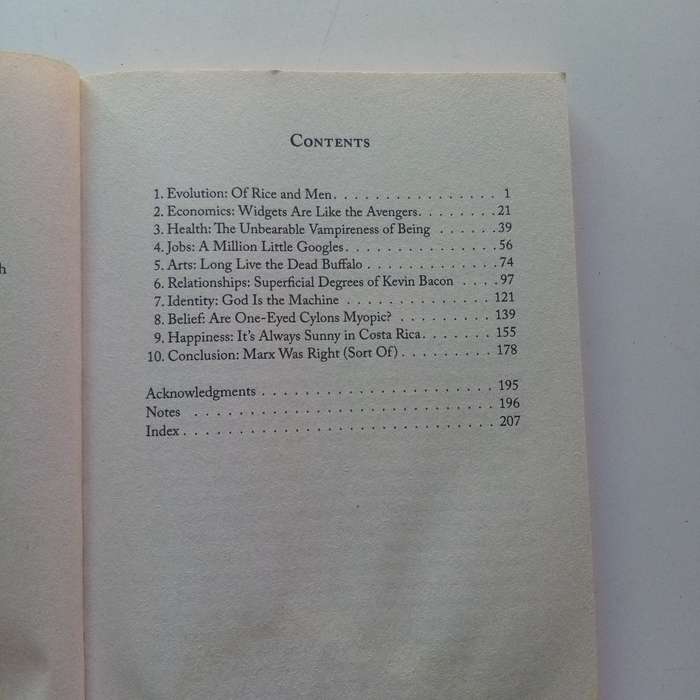 CONTENTS
1. Evolution: Of Rice and Men. . . . . . . . . . . . . . . . . 1
2. Economics: Widgets Are Like the Avengers. . . . . . . . 21
3. Health: The Unbearable Vampireness of Being . . . . . . 39
4. Jobs: A Million Little Googles. . . . . . . . . . . . . . . 56
5. Arts: Long Live the Dead Buffalo . . . . . . . . . . . . . 74
6. Relationships: Superficial Degrees of Kevin Bacon . . . . 97
7. Identity: God Is the Machine . . . . . . . . . . . . . . 121
8. Belief: Are One-Eyed Cylons Myopic? . . . . . . . . . . 139
9. Happiness: It's Always Sunny in Costa Rica. . . . . . . 155
10. Conclusion: Marx Was Right (Sort Of) . . . . . . . . . 178
Acknowledgments . . . . . . . . . . . . . . . . . . . . . . 195
Notes . . . . . . . . . . . . . . . . . . . . . . . . . . . 196
Index. . . . . . . . . . . . . . . . . . . . . . . . . . . . 207